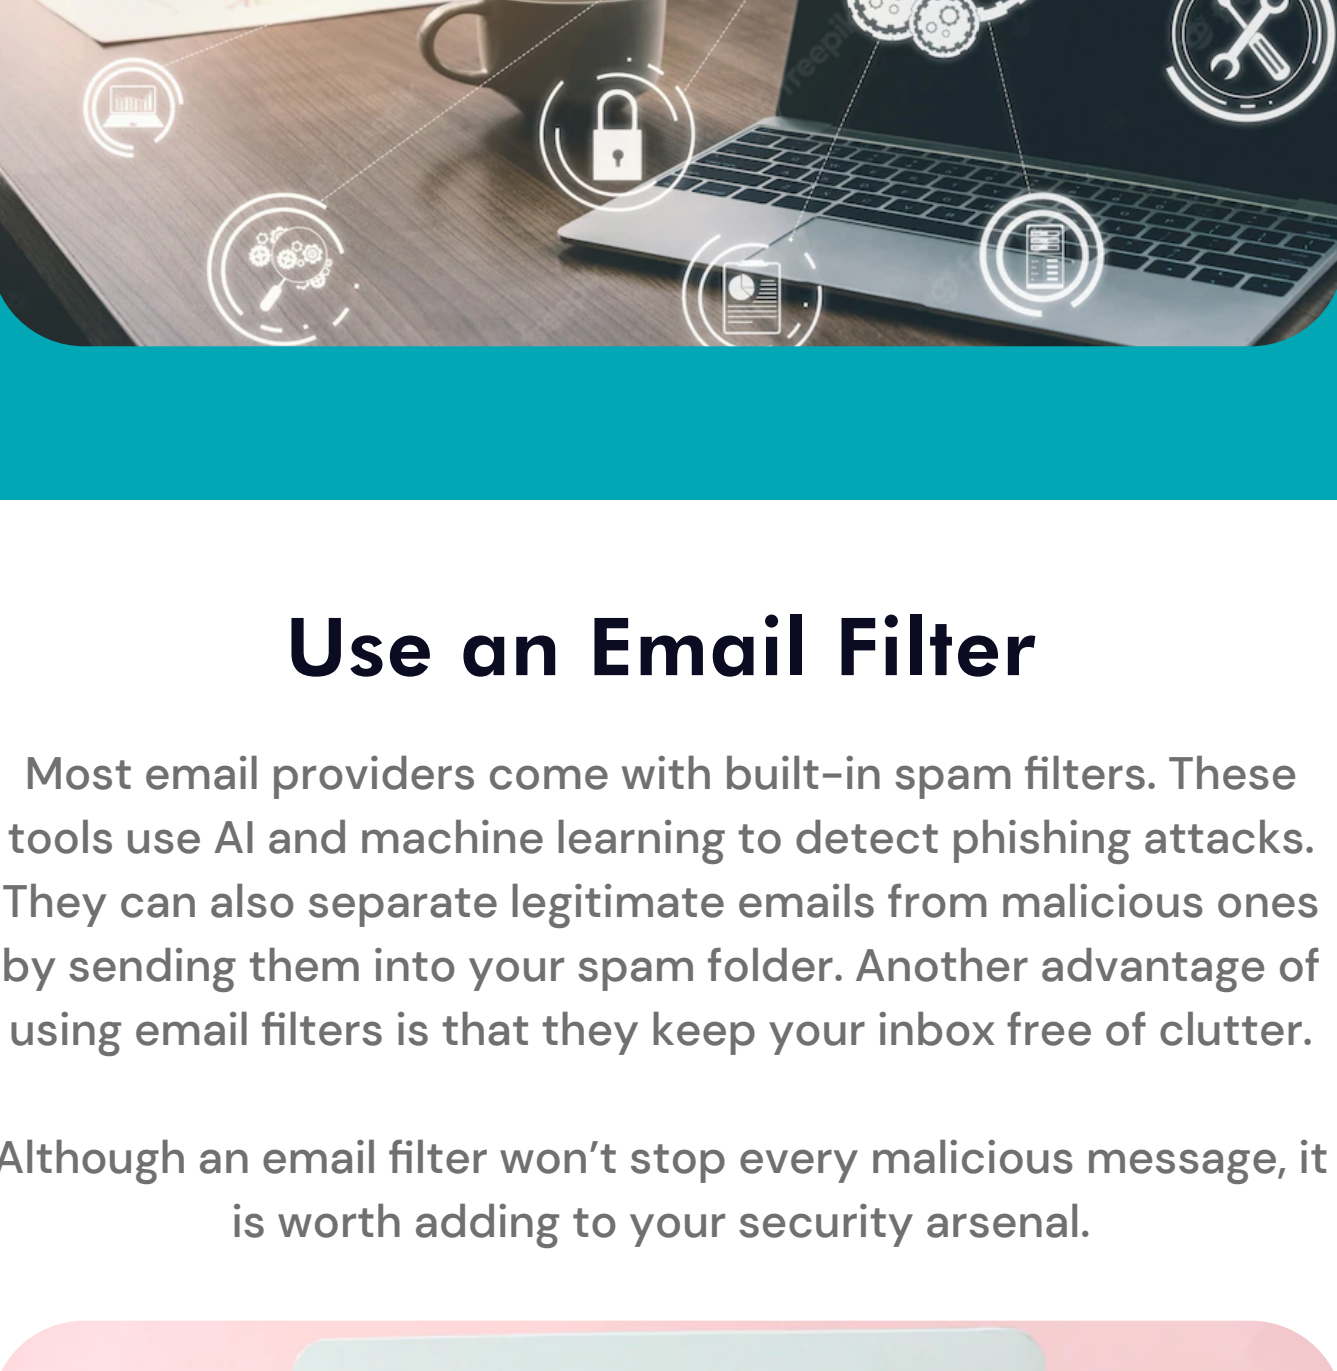 Use an Email Filter
Most email providers come with built-in spam filters. These
tools use AI and machine learning to detect phishing attacks.
They can also separate legitimate emails from malicious ones
by sending them into your spam folder. Another advantage of
using email filters is that they keep your inbox free of clutter.
Although an email filter won’t stop every malicious message, it
is worth adding to your security arsenal.